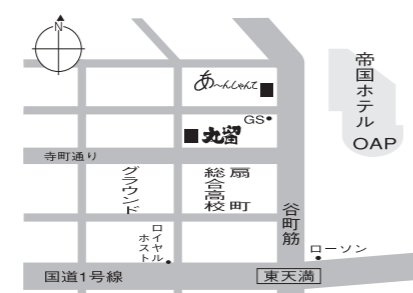 N
あ〜んしゃんて
帝国ホテル
OAP
GS
丸留
寺町通り
グラウンド
扇町
総合高校
谷町筋
ロイヤル
ホスト
ローソン
国道1号線
東天満